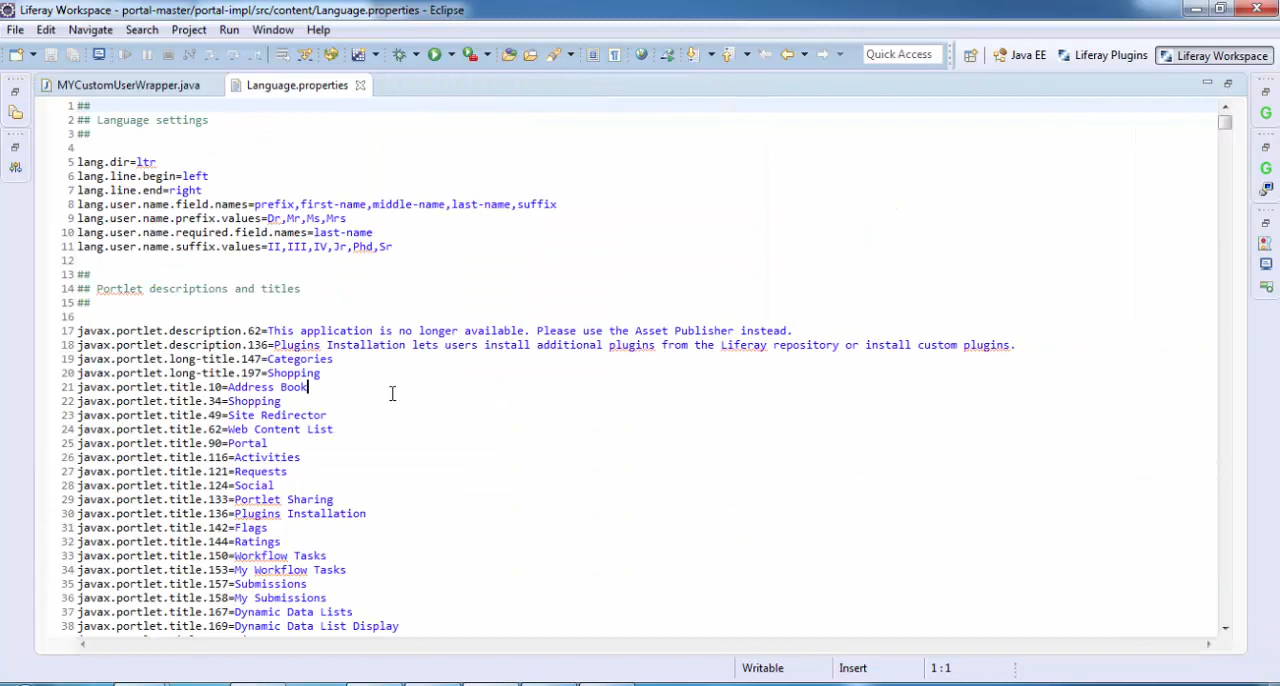 Liferay Workspace - portal-master/portal-impl/src/content/Language.properties - Eclipse
File Edit Navigate Search Project Run Window Help
Quick Access Java EE Liferay Plugins Liferay Workspace
MYCustomUserWrapper.java Language.properties
1 ##
2 ## Language settings
3 ##
4
5 lang.dir=ltr
6 lang.line.begin=left
7 lang.line.end=right
8 lang.user.name.field.names=prefix,first-name,middle-name,last-name,suffix
9 lang.user.name.prefix.values=Dr,Mr,Ms,Mrs
10 lang.user.name.required.field.names=last-name
11 lang.user.name.suffix.values=II,III,IV,Jr,Phd,Sr
12
13 ##
14 ## Portlet descriptions and titles
15 ##
16
17 javax.portlet.description.62=This application is no longer available. Please use the Asset Publisher instead.
18 javax.portlet.description.136=Plugins Installation lets users install additional plugins from the Liferay repository or install custom plugins.
19 javax.portlet.long-title.147=Categories
20 javax.portlet.long-title.197=Shopping
21 javax.portlet.title.10=Address Book
22 javax.portlet.title.34=Shopping
23 javax.portlet.title.49=Site Redirector
24 javax.portlet.title.62=Web Content List
25 javax.portlet.title.90=Portal
26 javax.portlet.title.116=Activities
27 javax.portlet.title.121=Requests
28 javax.portlet.title.124=Social
29 javax.portlet.title.133=Portlet Sharing
30 javax.portlet.title.136=Plugins Installation
31 javax.portlet.title.142=Flags
32 javax.portlet.title.144=Ratings
33 javax.portlet.title.150=Workflow Tasks
34 javax.portlet.title.153=My Workflow Tasks
35 javax.portlet.title.157=Submissions
36 javax.portlet.title.158=My Submissions
37 javax.portlet.title.167=Dynamic Data Lists
38 javax.portlet.title.169=Dynamic Data List Display
Writable Insert 1 : 1